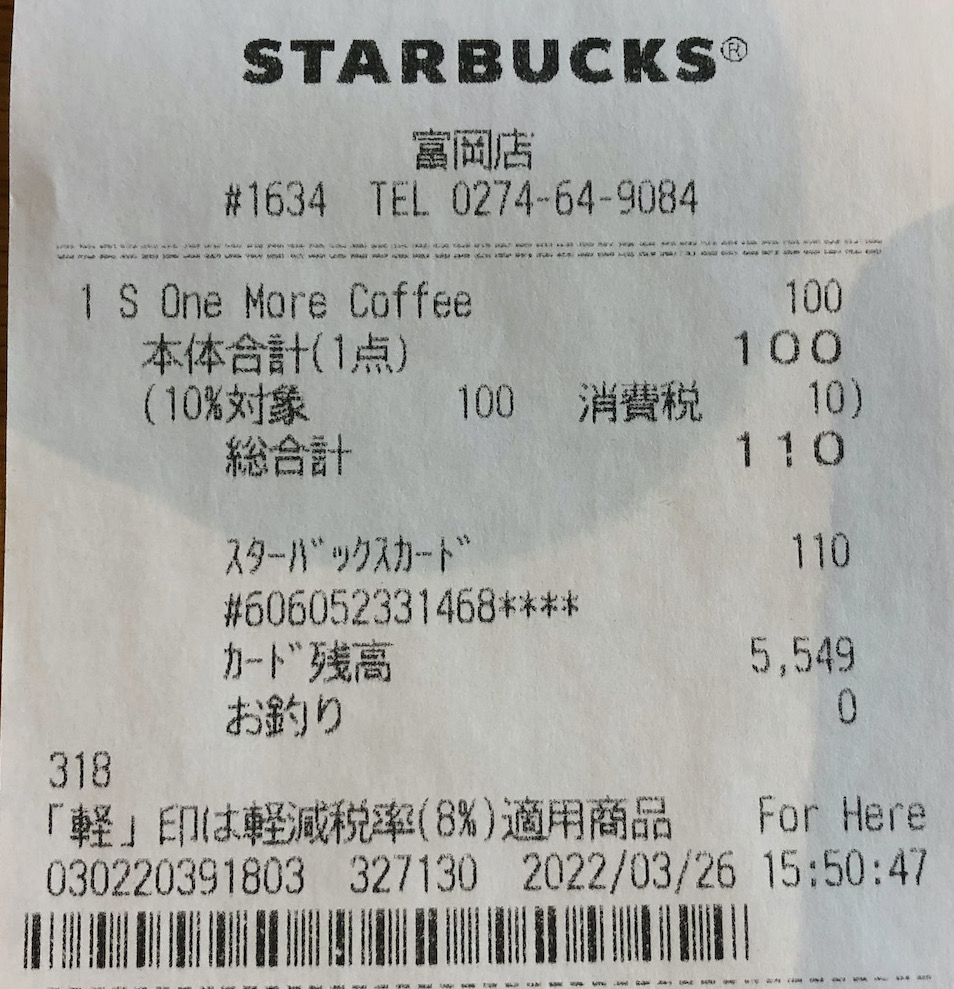 STARBUCKS®
富岡店
#1634 TEL 0274-64-9084
1 S One More Coffee 100
本体合計(1点) 100
(10%対象 100 消費税 10)
総合計 110
ｽﾀｰﾊﾞｯｸｽｶｰﾄﾞ 110
#606052331468****
ｶｰﾄﾞ残高 5,549
お釣り 0
318
「軽」印は軽減税率(8%)適用商品 For Here
030220391803 327130 2022/03/26 15:50:47